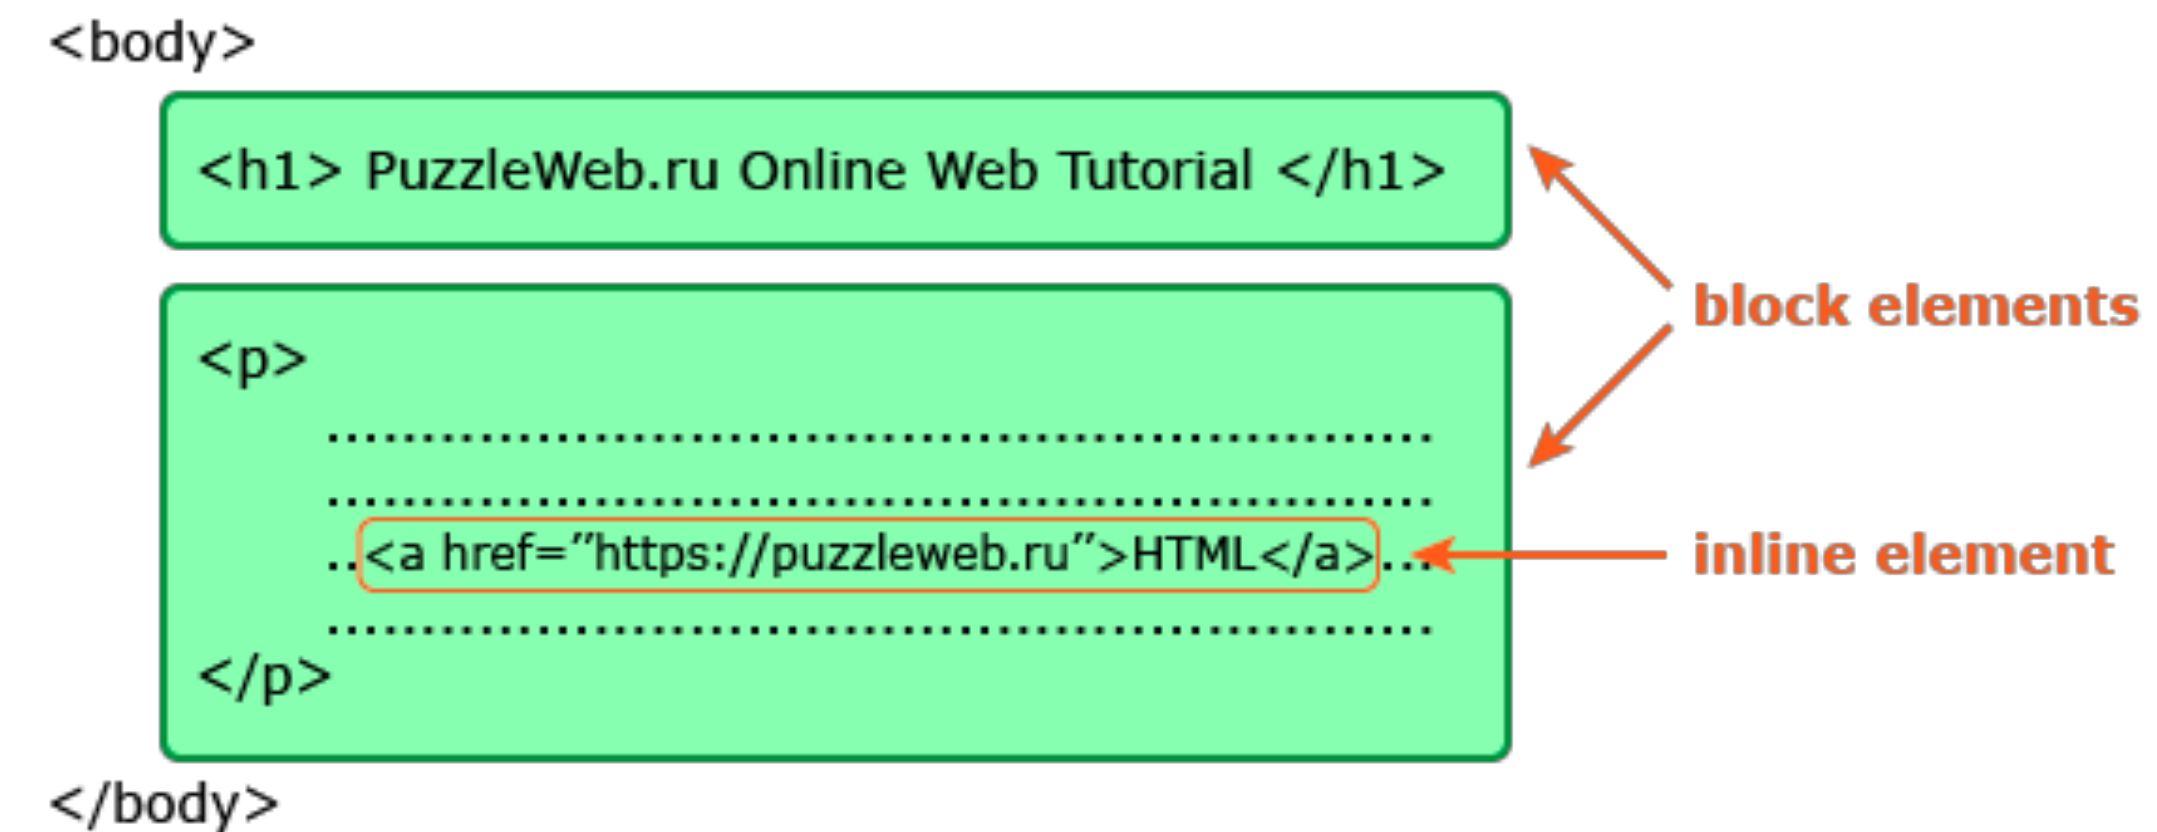 <body>
<h1> PuzzleWeb.ru Online Web Tutorial </h1>
block elements
<p>
..........................................................
..........................................................
..<a href=”https://puzzleweb.ru”>HTML</a>...
inline element
..........................................................
</p>
</body>